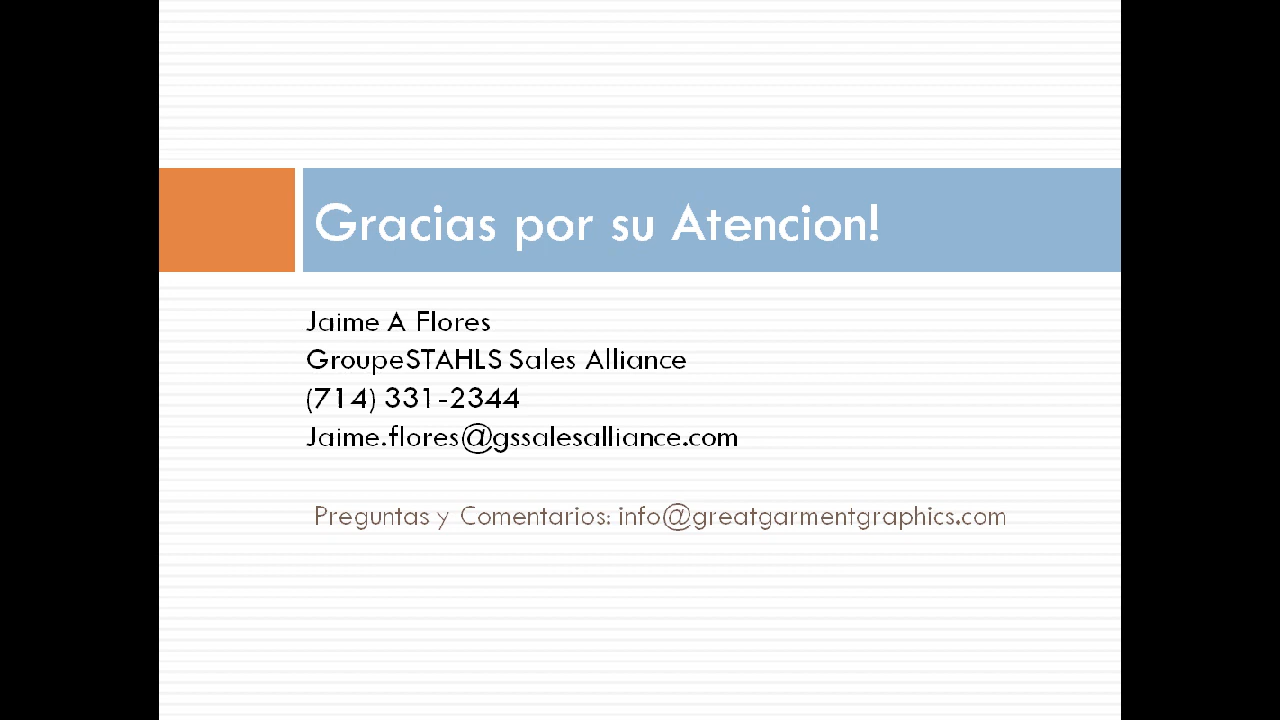 Gracias por su Atencion!
Jaime A Flores
GroupeSTAHLS Sales Alliance
(714) 331-2344
Jaime.flores@gssalesalliance.com
Preguntas y Comentarios: info@greatgarmentgraphics.com